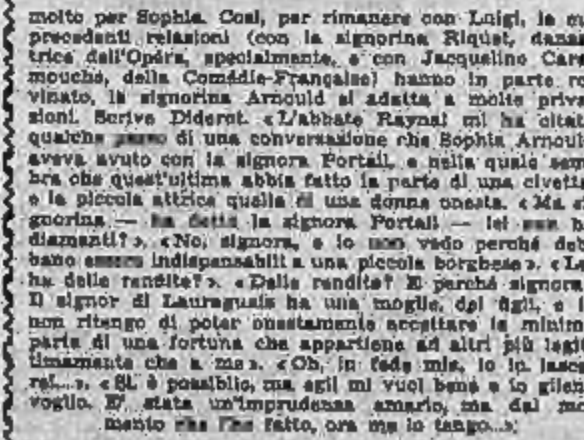 molto per Sophia. Così, per rimanere con Luigi, le cu
precedenti relazioni (con la signorina Riquet, danza
trice dell'Opéra, specialmente, e con Jacqueline Cara
mouche, della Comédie-Française) hanno in parte ro
vinato, la signorina Arnould si adatta a molte priva
zioni. Scrive Diderot. «L'abbate Raynal mi ha citato
qualche di una conversazione che Sophia Arnould
aveva avuto con la signora Portail, e nella quale sem
bra che quest'ultima abbia fatto la parte di una civetta
e la piccola attrice quella di una donna onesta. «Ma si
gnorina — ha detto la signora Portail — lei non h
diamanti? ». «No, signora, e io non vedo perché deb
bano essere indispensabili a una piccola borghese ». «Le
ha delle rendite? ». «Delle rendite? E perché signora
Il signor di Lauraguais ha una moglie, dei figli, e
non ritengo di poter onestamente accettare la minima
parte di una fortuna che appartiene ad altri più legit
timamente che a me ». «Oh, in fede mia, io lo lasce
rei... ». «Sì, è possibile, ma egli mi vuol bene e io gliene
voglio. E' stata un'imprudenza amarlo, ma dal mo
mento che l'ho fatto, ora me lo tengo...»;